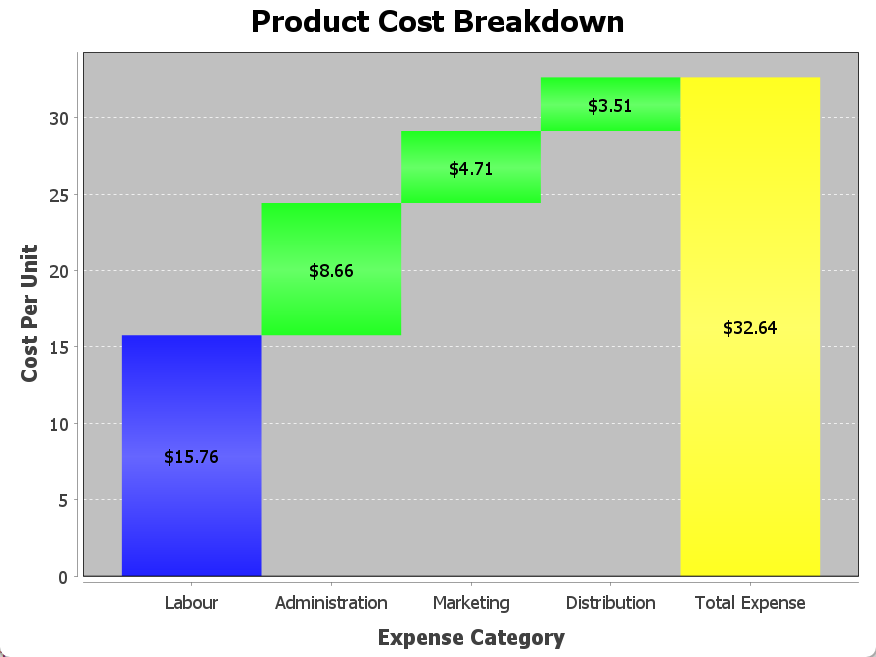 Product Cost Breakdown
Cost Per Unit
30
25
20
15
10
5
0
$15.76
$8.66
$4.71
$3.51
$32.64
Labour
Administration
Marketing
Distribution
Total Expense
Expense Category